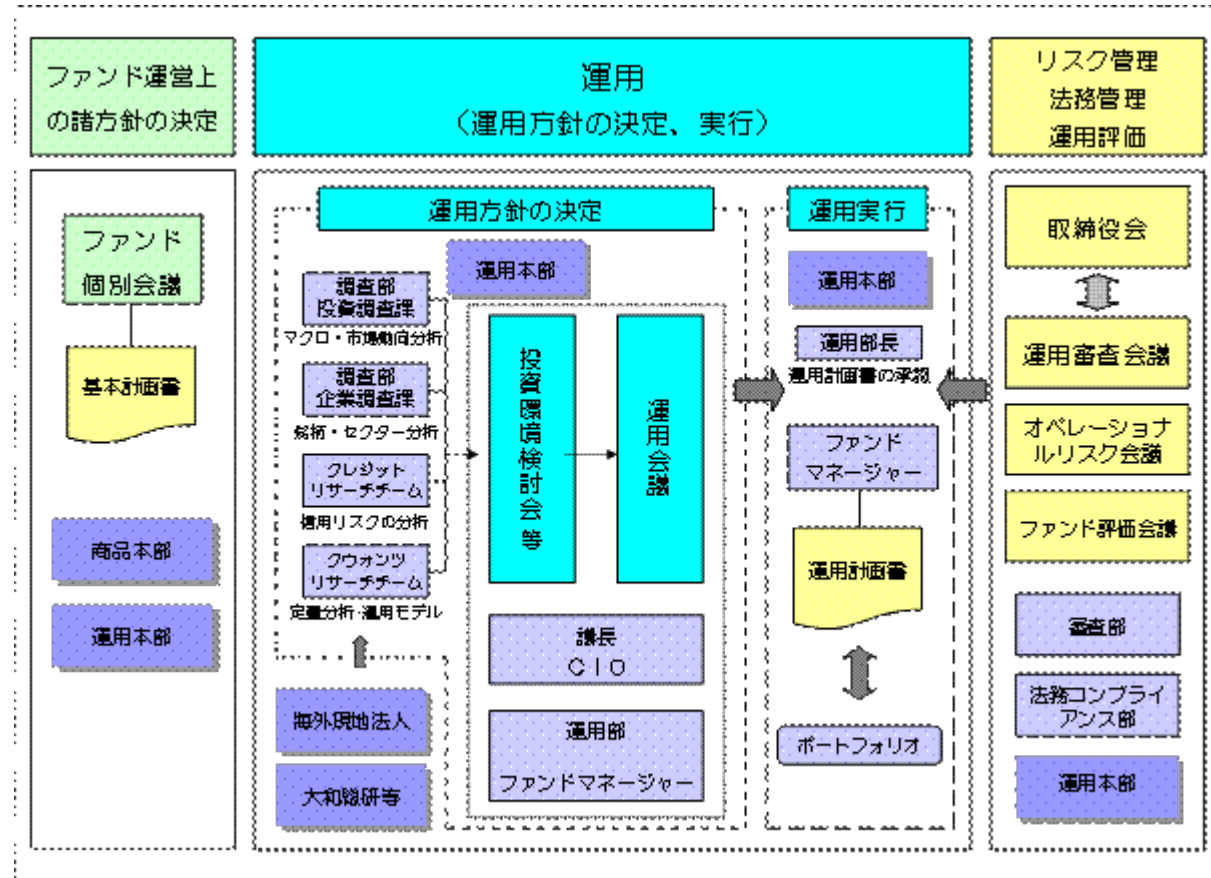 ファンド運営上
の諸方針の決定
運用
（運用方針の決定、実行）
リスク管理
法務管理
運用評価
ファンド
個別会議
基本計画書
商品本部
運用本部
運用方針の決定
運用本部
調査部
投資調査課
マクロ・市場動向分析
調査部
企業調査課
銘柄・セクター分析
クレジット
リサーチチーム
信用リスクの分析
クウォンツ
リサーチチーム
定量分析・運用モデル
海外現地法人
大和総研等
投資環境検討会 等
運用会議
議長
ＣＩＯ
運用部
ファンドマネージャー
運用実行
運用本部
運用部長
運用計画書の承認
ファンド
マネージャー
運用計画書
ポートフォリオ
取締役会
運用審査会議
オペレーショナ
ルリスク会議
ファンド評価会議
審査部
法務コンプライ
アンス部
運用本部